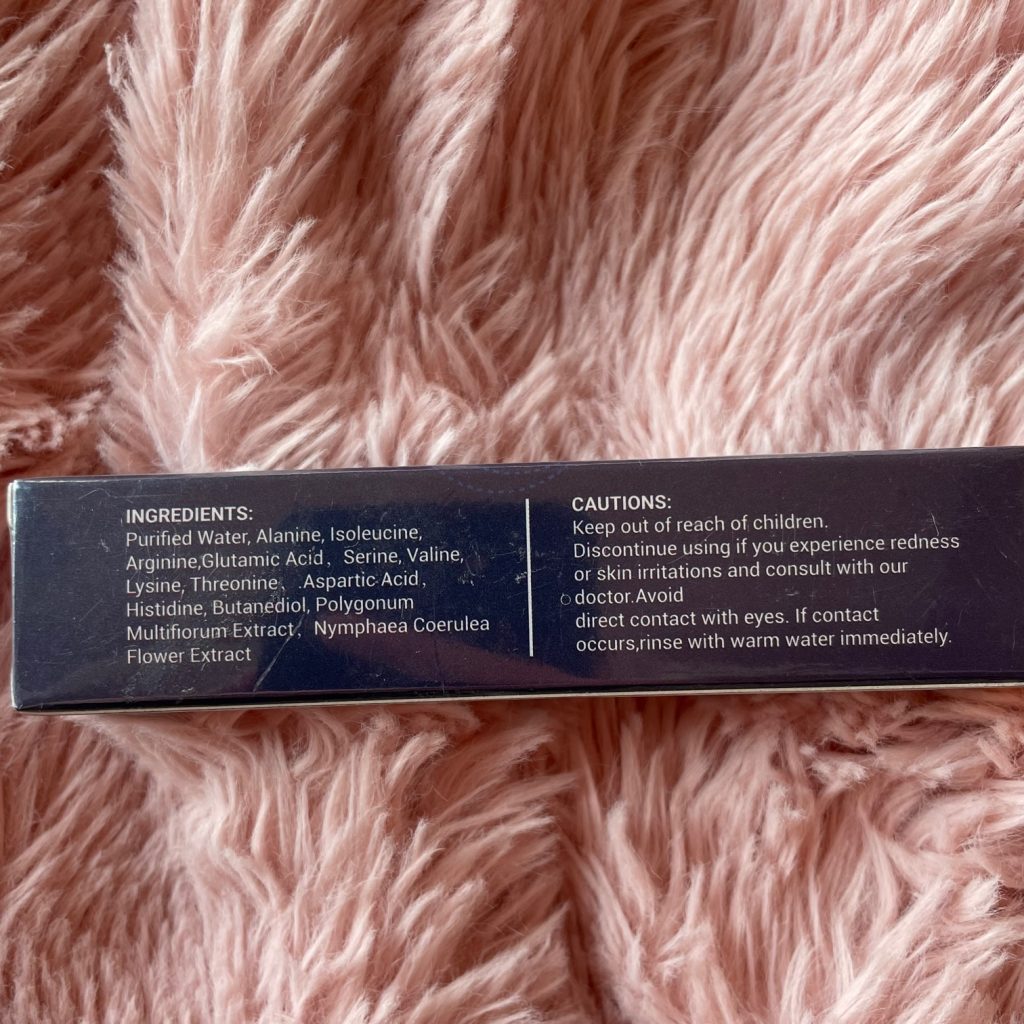 INGREDIENTS:
Purified Water, Alanine, Isoleucine,
Arginine,Glutamic Acid、Serine, Valine,
Lysine, Threonine、.Aspartic Acid、
Histidine, Butanediol, Polygonum
Multifiorum Extract、Nymphaea Coerulea
Flower Extract
CAUTIONS:
Keep out of reach of children.
Discontinue using if you experience redness
or skin irritations and consult with our
doctor.Avoid
direct contact with eyes. If contact
occurs,rinse with warm water immediately.